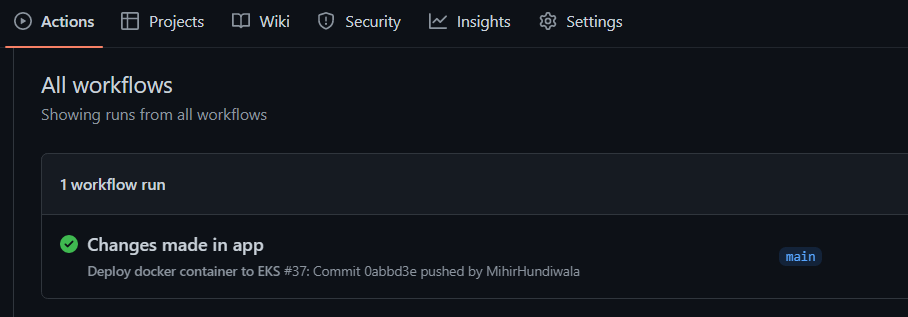 Actions Projects Wiki Security Insights Settings
All workflows
Showing runs from all workflows
1 workflow run
Changes made in app
main
Deploy docker container to EKS #37: Commit 0abbd3e pushed by MihirHundiwala